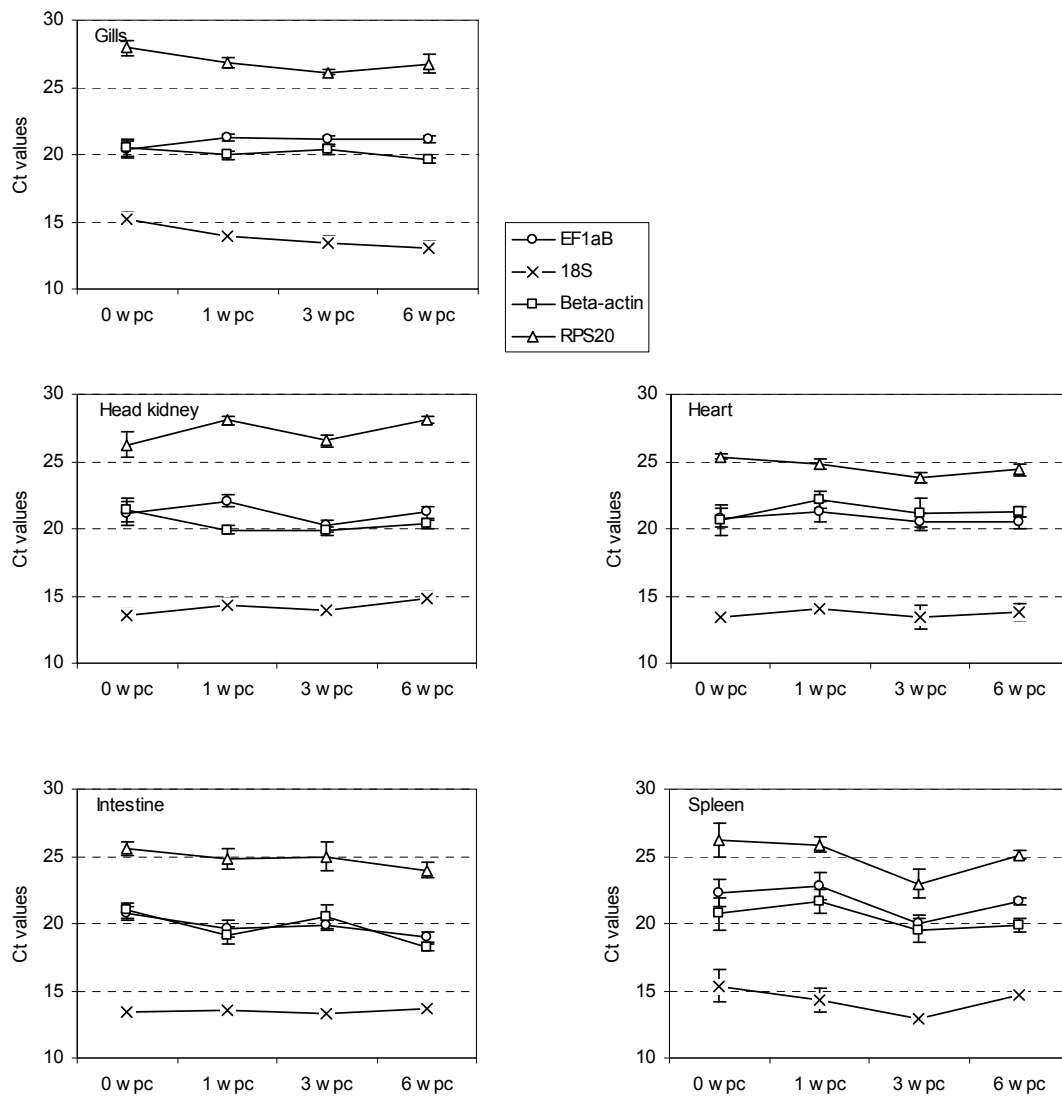 Gills
30
25
20
15
10
Ct values
0 w pc 1 w pc 3 w pc 6 w pc
EF1aB
18S
Beta-actin
RPS20
Head kidney
30
25
20
15
10
Ct values
0 w pc 1 w pc 3 w pc 6 w pc
Heart
30
25
20
15
10
Ct values
0 w pc 1 w pc 3 w pc 6 w pc
Intestine
30
25
20
15
10
Ct values
0 w pc 1 w pc 3 w pc 6 w pc
Spleen
30
25
20
15
10
Ct values
0 w pc 1 w pc 3 w pc 6 w pc